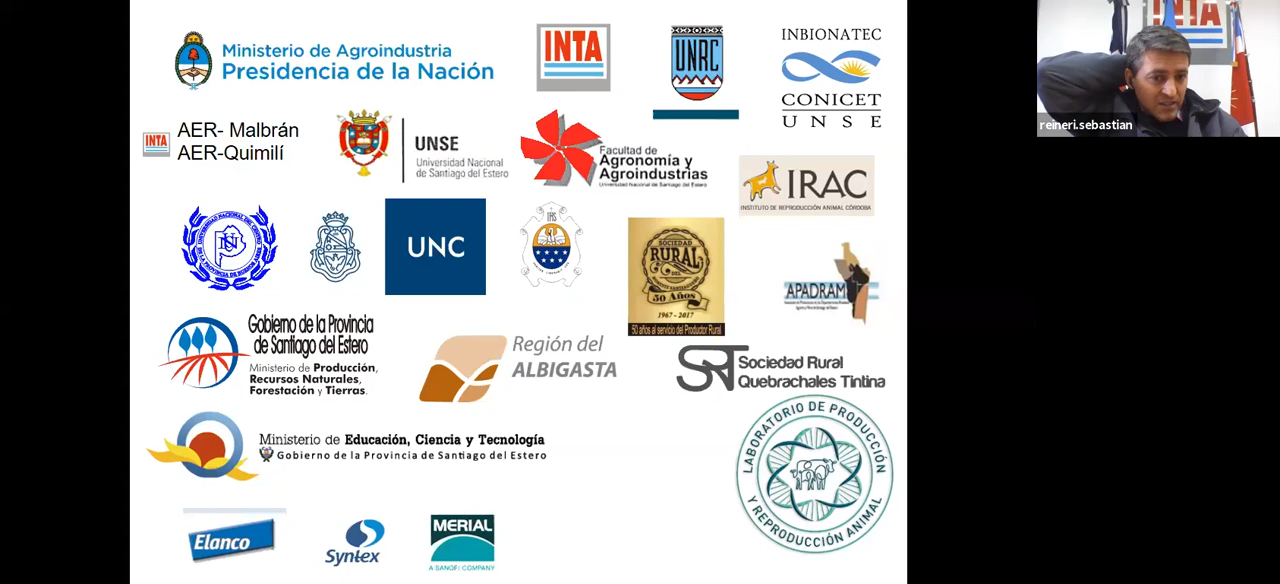 Ministerio de Agroindustria
Presidencia de la Nación
INTA
UNRC
INBIONATEC
CONICET
UNSE
INTA
reineri.sebastian
INTA
AER- Malbrán
AER-Quimilí
UNSE
Universidad Nacional
de Santiago del Estero
Facultad de
Agronomía y
Agroindustrias
Universidad Nacional de Santiago del Estero
IRAC
INSTITUTO DE REPRODUCCIÓN ANIMAL CÓRDOBA
UNC
IAS
SOCIEDAD
RURAL
DEL
50 Años
1967 - 2017
50 años al servicio del Productor Rural
APADRAM
Gobierno de la Provincia
de Santiago del Estero
Ministerio de Producción,
Recursos Naturales,
Forestación y Tierras.
Región del
ALBIGASTA
Sociedad Rural
Quebrachales Tintina
Ministerio de Educación, Ciencia y Tecnología
Gobierno de la Provincia de Santiago del Estero
LABORATORIO DE PRODUCCIÓN
Y REPRODUCCIÓN ANIMAL
Elanco
Syntex
MERIAL
A SANOFI COMPANY